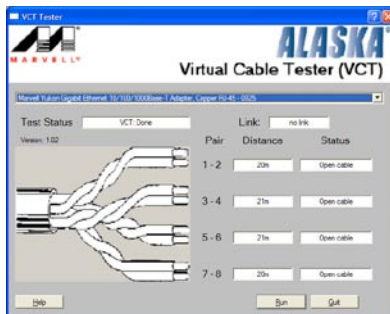 VCT Tester
MARVELL
ALASKA
Virtual Cable Tester (VCT)
Marvell Yukon Gigabit Ethernet 10/100/1000Base-T Adapter, Copper RJ-45 - 0025
Test Status VCT: Done Link: no link
Version: 1.02
Pair Distance Status
1 - 2 20m Open cable
3 - 4 21m Open cable
5 - 6 21m Open cable
7 - 8 20m Open cable
Help Run Quit